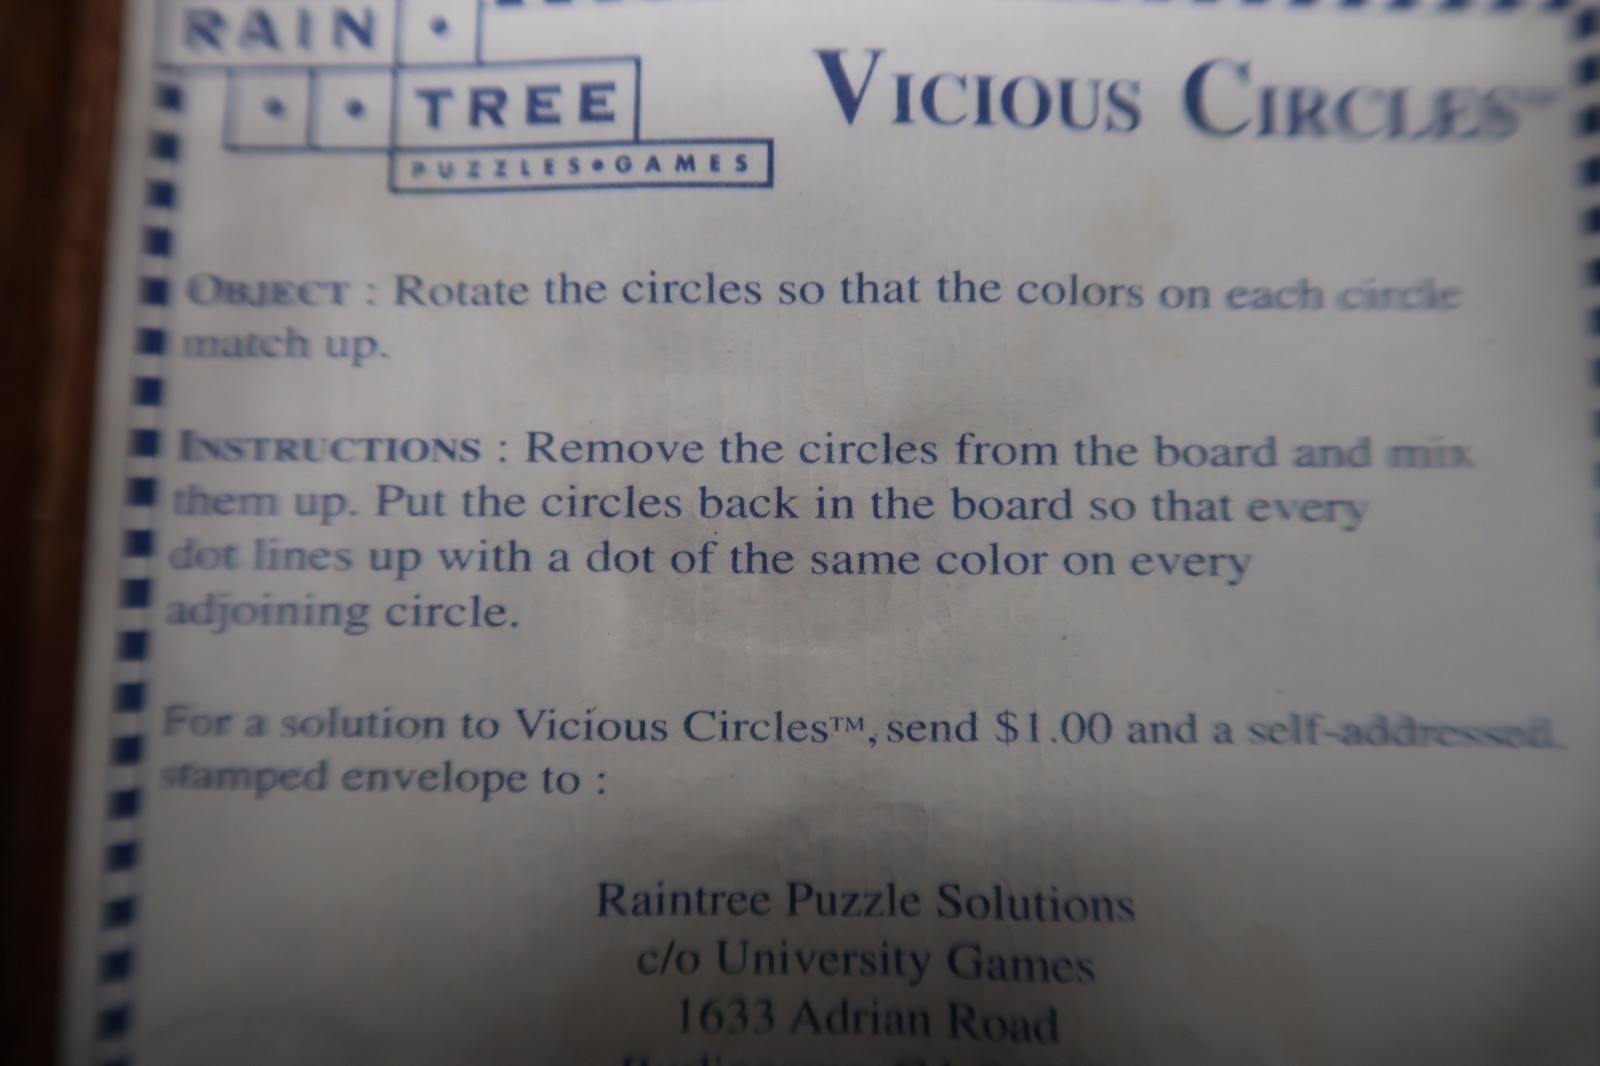 RAIN
TREE
PUZZLES•GAMES
VICIOUS CIRCLES™
OBJECT : Rotate the circles so that the colors on each circle
match up.
INSTRUCTIONS : Remove the circles from the board and mix
them up. Put the circles back in the board so that every
dot lines up with a dot of the same color on every
adjoining circle.
For a solution to Vicious Circles™, send $1.00 and a self-addressed
stamped envelope to :
Raintree Puzzle Solutions
c/o University Games
1633 Adrian Road